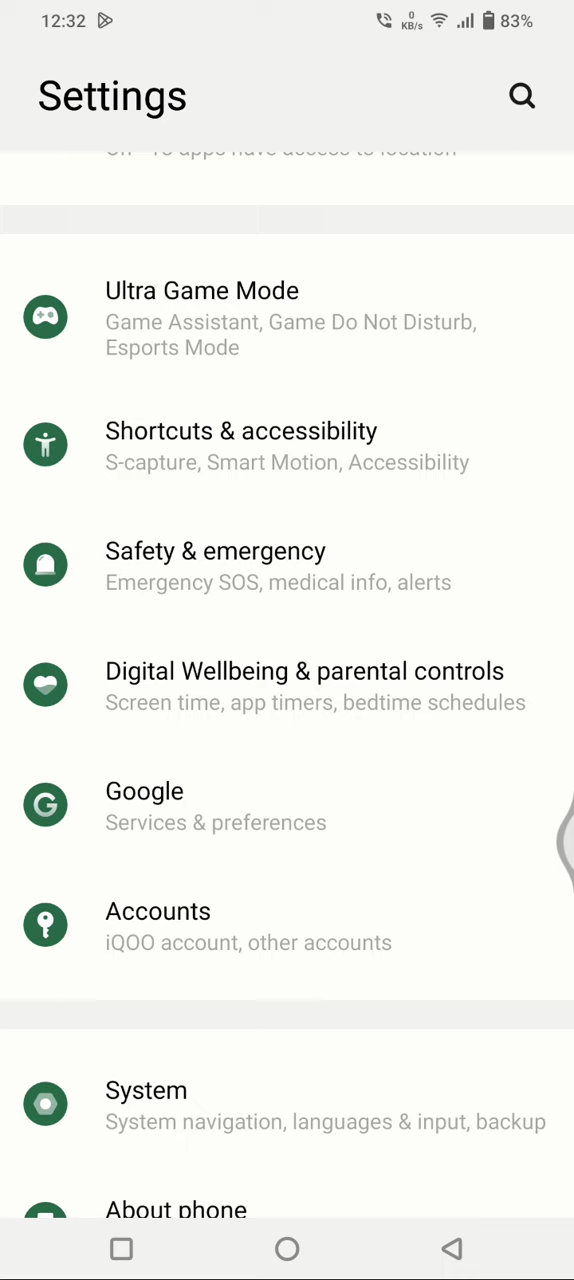 12:32
0
KB/s
83%
Settings
Ultra Game Mode
Game Assistant, Game Do Not Disturb,
Esports Mode
Shortcuts & accessibility
S-capture, Smart Motion, Accessibility
Safety & emergency
Emergency SOS, medical info, alerts
Digital Wellbeing & parental controls
Screen time, app timers, bedtime schedules
Google
Services & preferences
Accounts
iQOO account, other accounts
System
System navigation, languages & input, backup
About phone